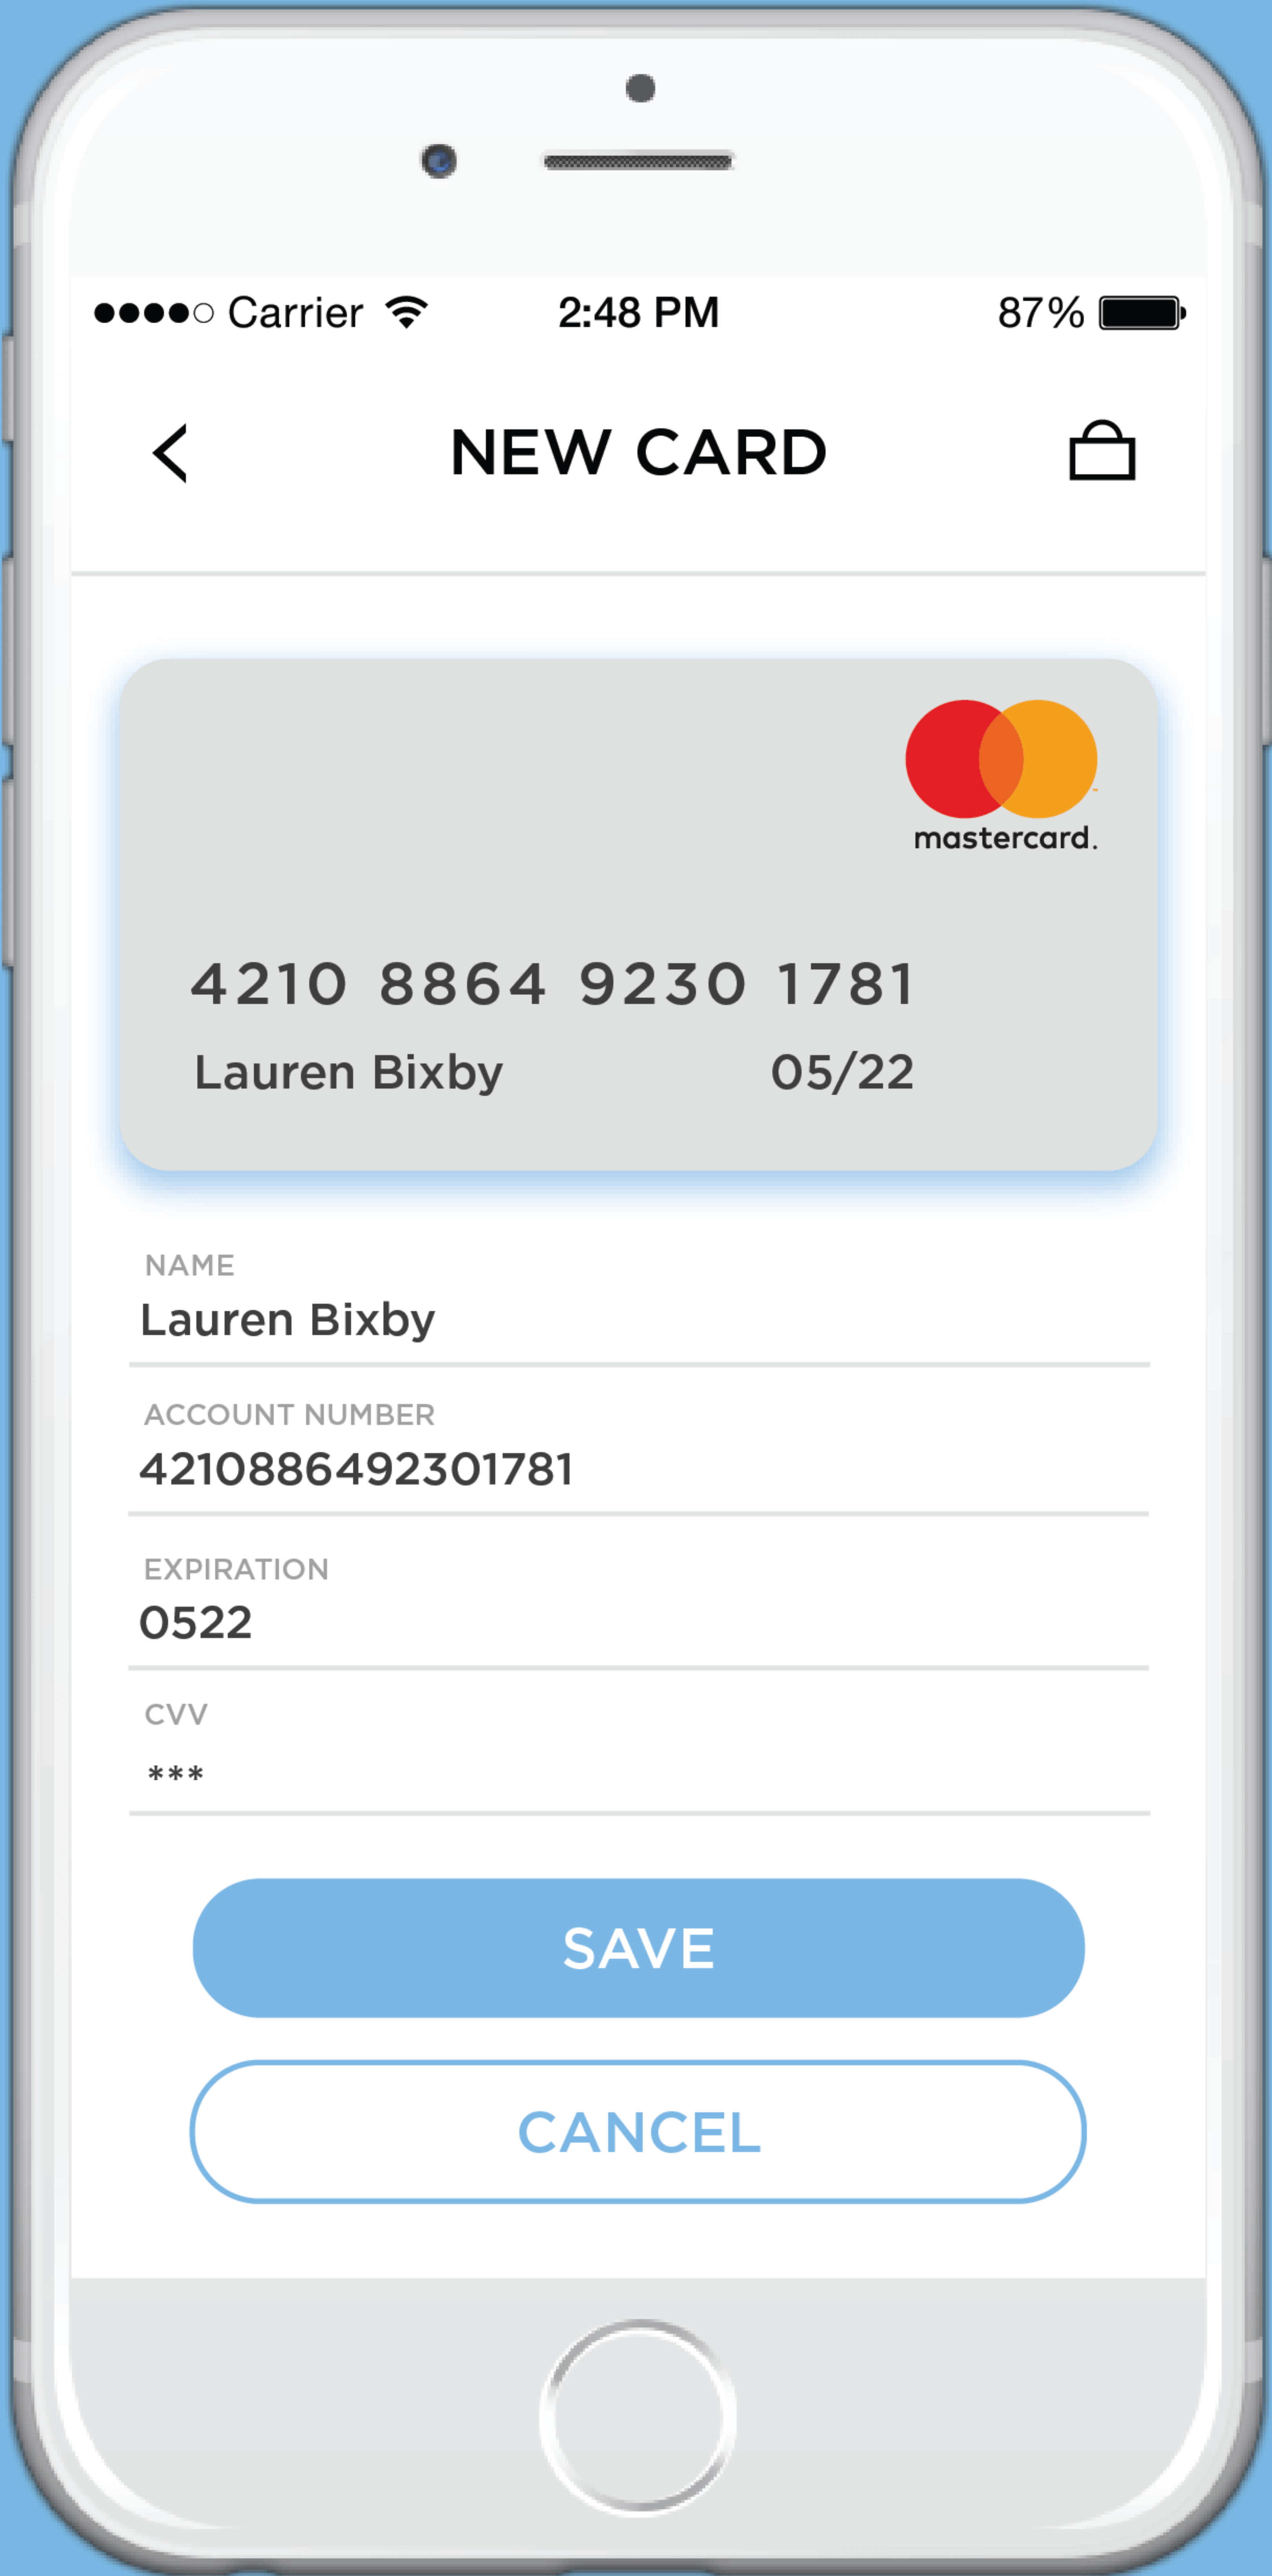 Carrier 2:48 PM 87%
NEW CARD
mastercard.
4210 8864 9230 1781
Lauren Bixby 05/22
NAME
Lauren Bixby
ACCOUNT NUMBER
4210886492301781
EXPIRATION
0522
CVV
***
SAVE
CANCEL